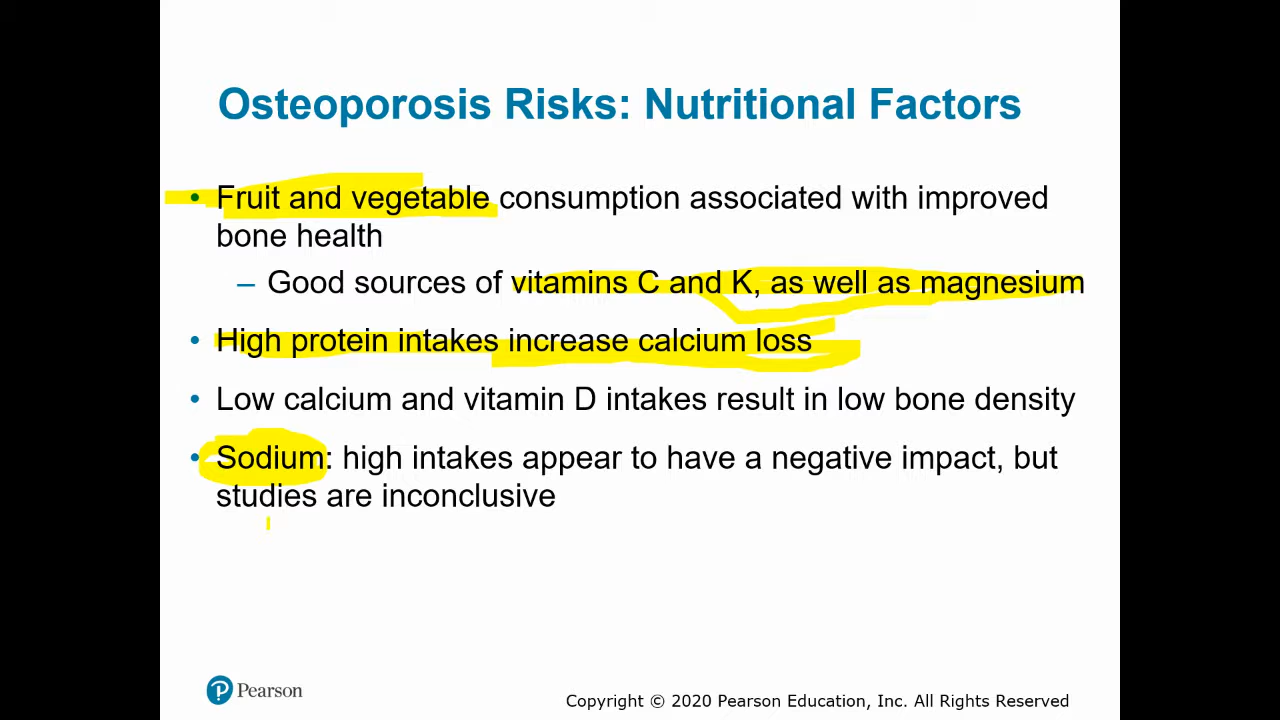 Osteoporosis Risks: Nutritional Factors
• Fruit and vegetable consumption associated with improved
bone health
– Good sources of vitamins C and K, as well as magnesium
• High protein intakes increase calcium loss
• Low calcium and vitamin D intakes result in low bone density
• Sodium: high intakes appear to have a negative impact, but
studies are inconclusive
Pearson
Copyright © 2020 Pearson Education, Inc. All Rights Reserved